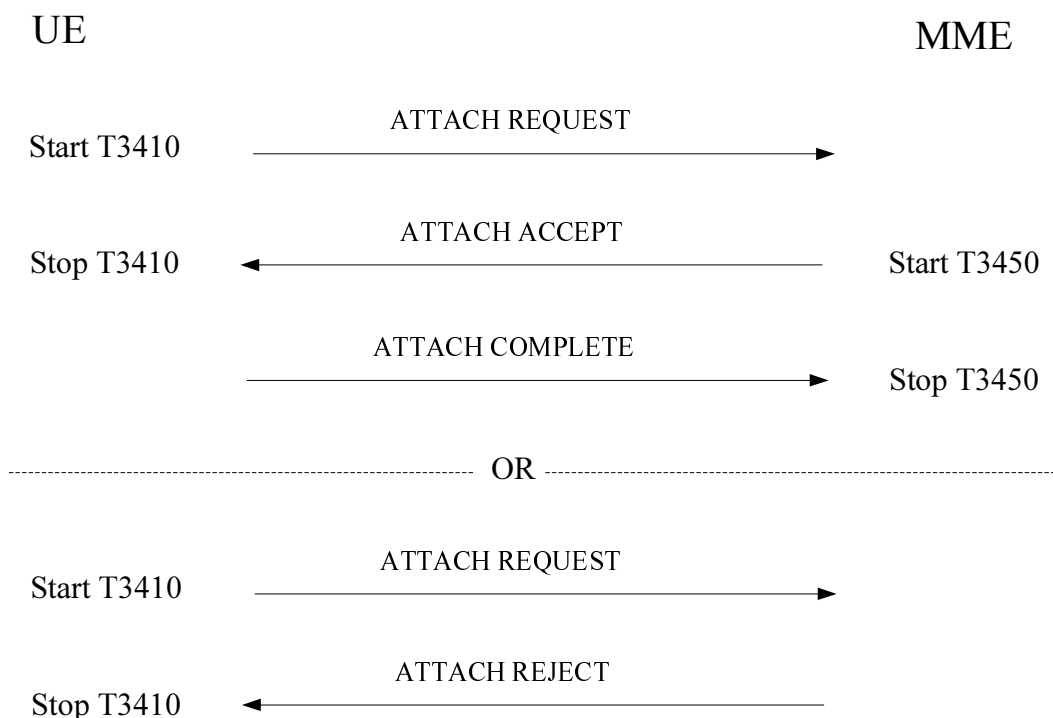 UE
MME
ATTACH REQUEST
Start T3410
ATTACH ACCEPT
Stop T3410
Start T3450
ATTACH COMPLETE
Stop T3450
OR
ATTACH REQUEST
Start T3410
ATTACH REJECT
Stop T3410